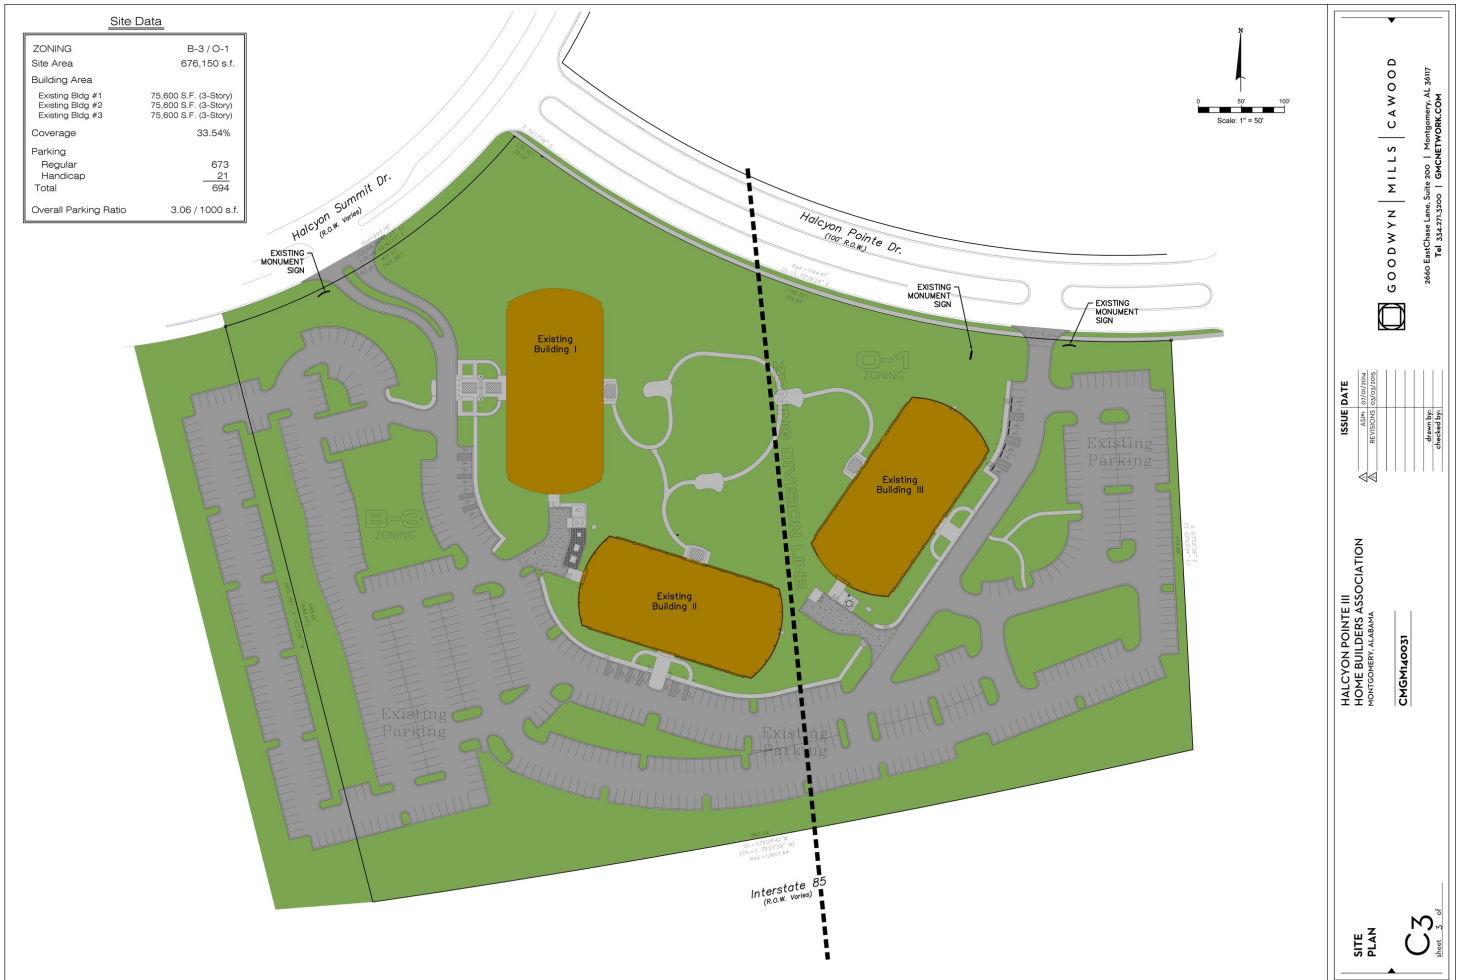 Site Data
ZONING B-3 / O-1
Site Area 676,150 s.f.
Building Area
Existing Bldg #1 75,600 S.F. (3-Story)
Existing Bldg #2 75,600 S.F. (3-Story)
Existing Bldg #3 75,600 S.F. (3-Story)
Coverage 33.54%
Parking
Regular 673
Handicap 21
Total 694
Overall Parking Ratio 3.06 / 1000 s.f.
N
0 50' 100'
Scale: 1" = 50'
Halcyon Summit Dr.
(R.O.W. Varies)
Halcyon Pointe Dr.
(100' R.O.W.)
EXISTING
MONUMENT
SIGN
EXISTING
MONUMENT
SIGN
EXISTING
MONUMENT
SIGN
Existing
Building I
O-1
ZONING
ZONING DIVISION LINE
Existing
Parking
Existing
Building III
B-3
ZONING
AC
Existing
Building II
Existing
Parking
Existing
Parking
Interstate 85
(R.O.W. Varies)
GOODWYN | MILLS | CAWOOD
2660 EastChase Lane, Suite 200 | Montgomery, AL 36117
Tel 334.271.3200 | GMCNETWORK.COM
ISSUE DATE
REVISIONS
drawn by:
checked by:
HALCYON POINTE III
HOME BUILDERS ASSOCIATION
MONTGOMERY, ALABAMA
CMGM140031
SITE
PLAN
C3
sheet 3 of